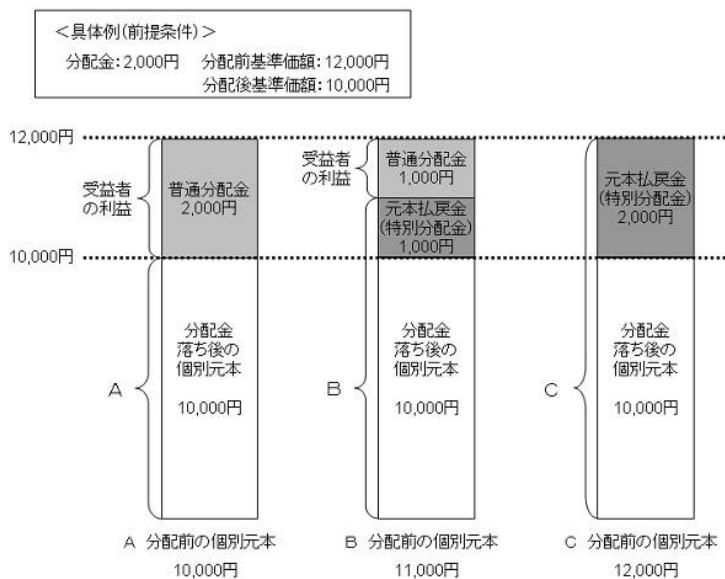 ＜具体例(前提条件)＞
分配金：2,000円　分配前基準価額：12,000円
分配後基準価額：10,000円
12,000円
受益者
の利益
普通分配金
2,000円
受益者
の利益
普通分配金
1,000円
元本払戻金
(特別分配金)
1,000円
元本払戻金
(特別分配金)
2,000円
10,000円
A
分配金
落ち後の
個別元本
10,000円
B
分配金
落ち後の
個別元本
10,000円
C
分配金
落ち後の
個別元本
10,000円
A 分配前の個別元本
10,000円
B 分配前の個別元本
11,000円
C 分配前の個別元本
12,000円